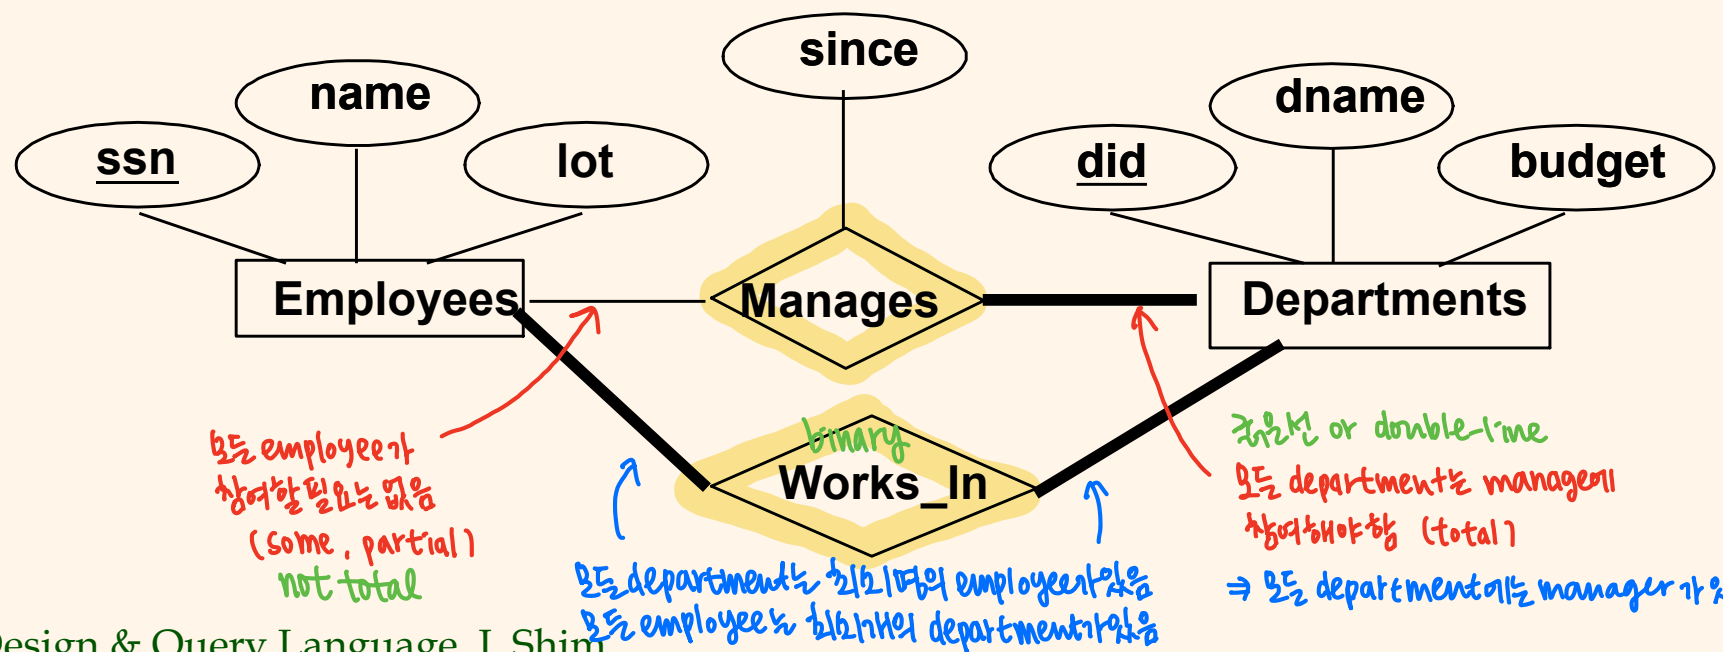 since
name
dname
ssn
lot
did
budget
Employees
Manages
Departments
binary
Works_In
모든 employee가
참여할 필요는 없음
(some, partial)
not total
굵은선 or double-line
모든 department는 manage에
참여해야함 (total)
⇒ 모든 department에는 manager가
모든 department는 최소 1명의 employee가 있음
모든 employee는 최소 1개의 department가 있음
Design & Query Language, J. Shim